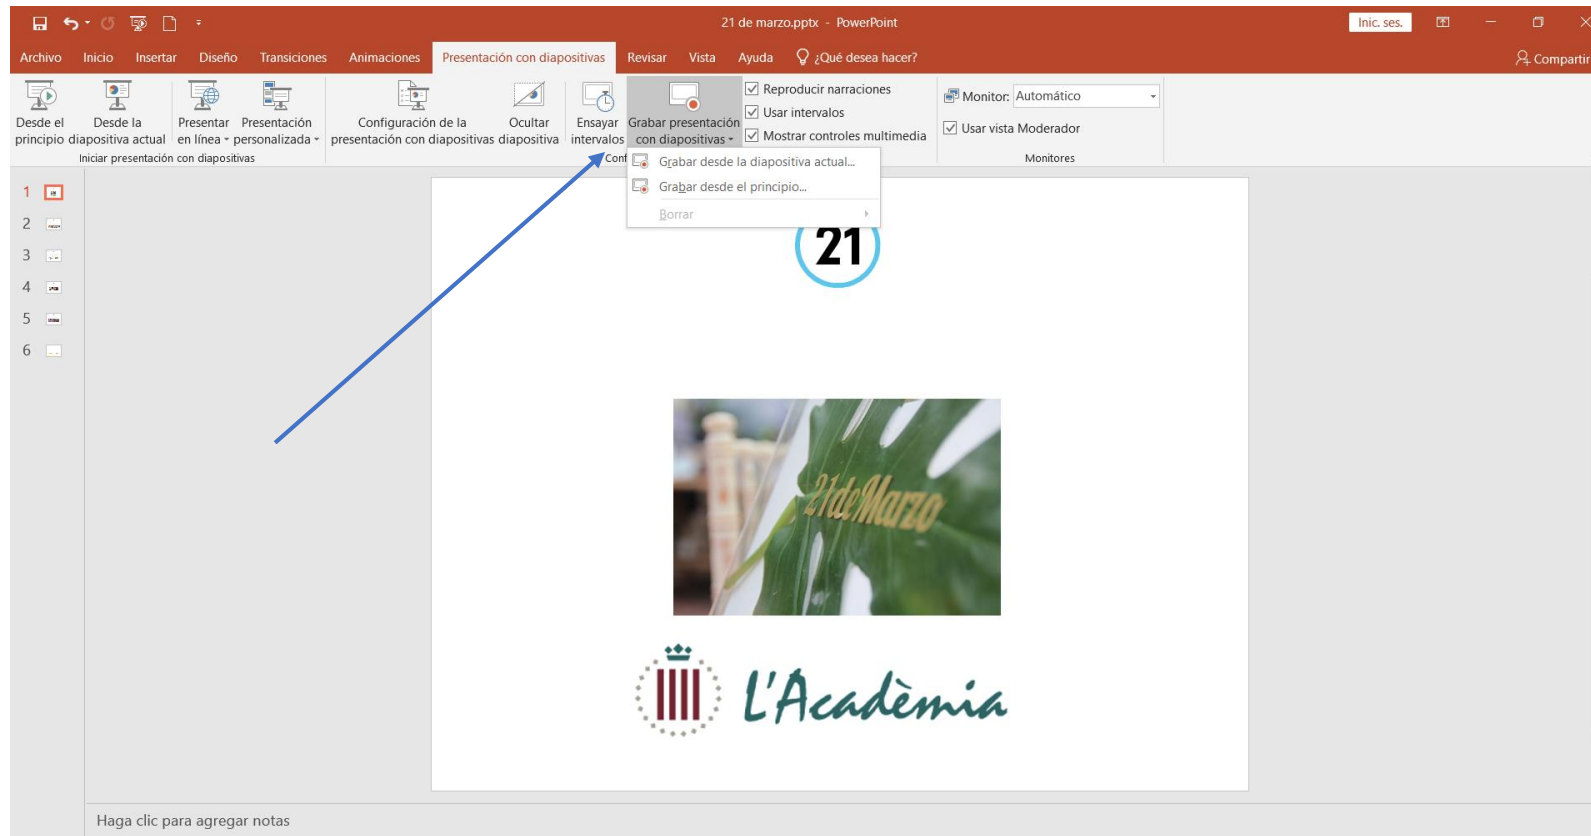 21 de marzo.pptx - PowerPoint
Inic. ses.
Archivo Inicio Insertar Diseño Transiciones Animaciones Presentación con diapositivas Revisar Vista Ayuda ¿Qué desea hacer?
Compartir
Desde el
principio
Desde la
diapositiva actual
Presentar
en línea
Presentación
personalizada
Iniciar presentación con diapositivas
Configuración de la
presentación con diapositivas
Ocultar
diapositiva
Ensayar
intervalos
Grabar presentación
con diapositivas
Reproducir narraciones
Usar intervalos
Mostrar controles multimedia
Conf
Monitor: Automático
Usar vista Moderador
Monitores
Grabar desde la diapositiva actual...
Grabar desde el principio...
Borrar
1
2
3
4
5
6
21
21deMarzo
L'Acadèmia
Haga clic para agregar notas